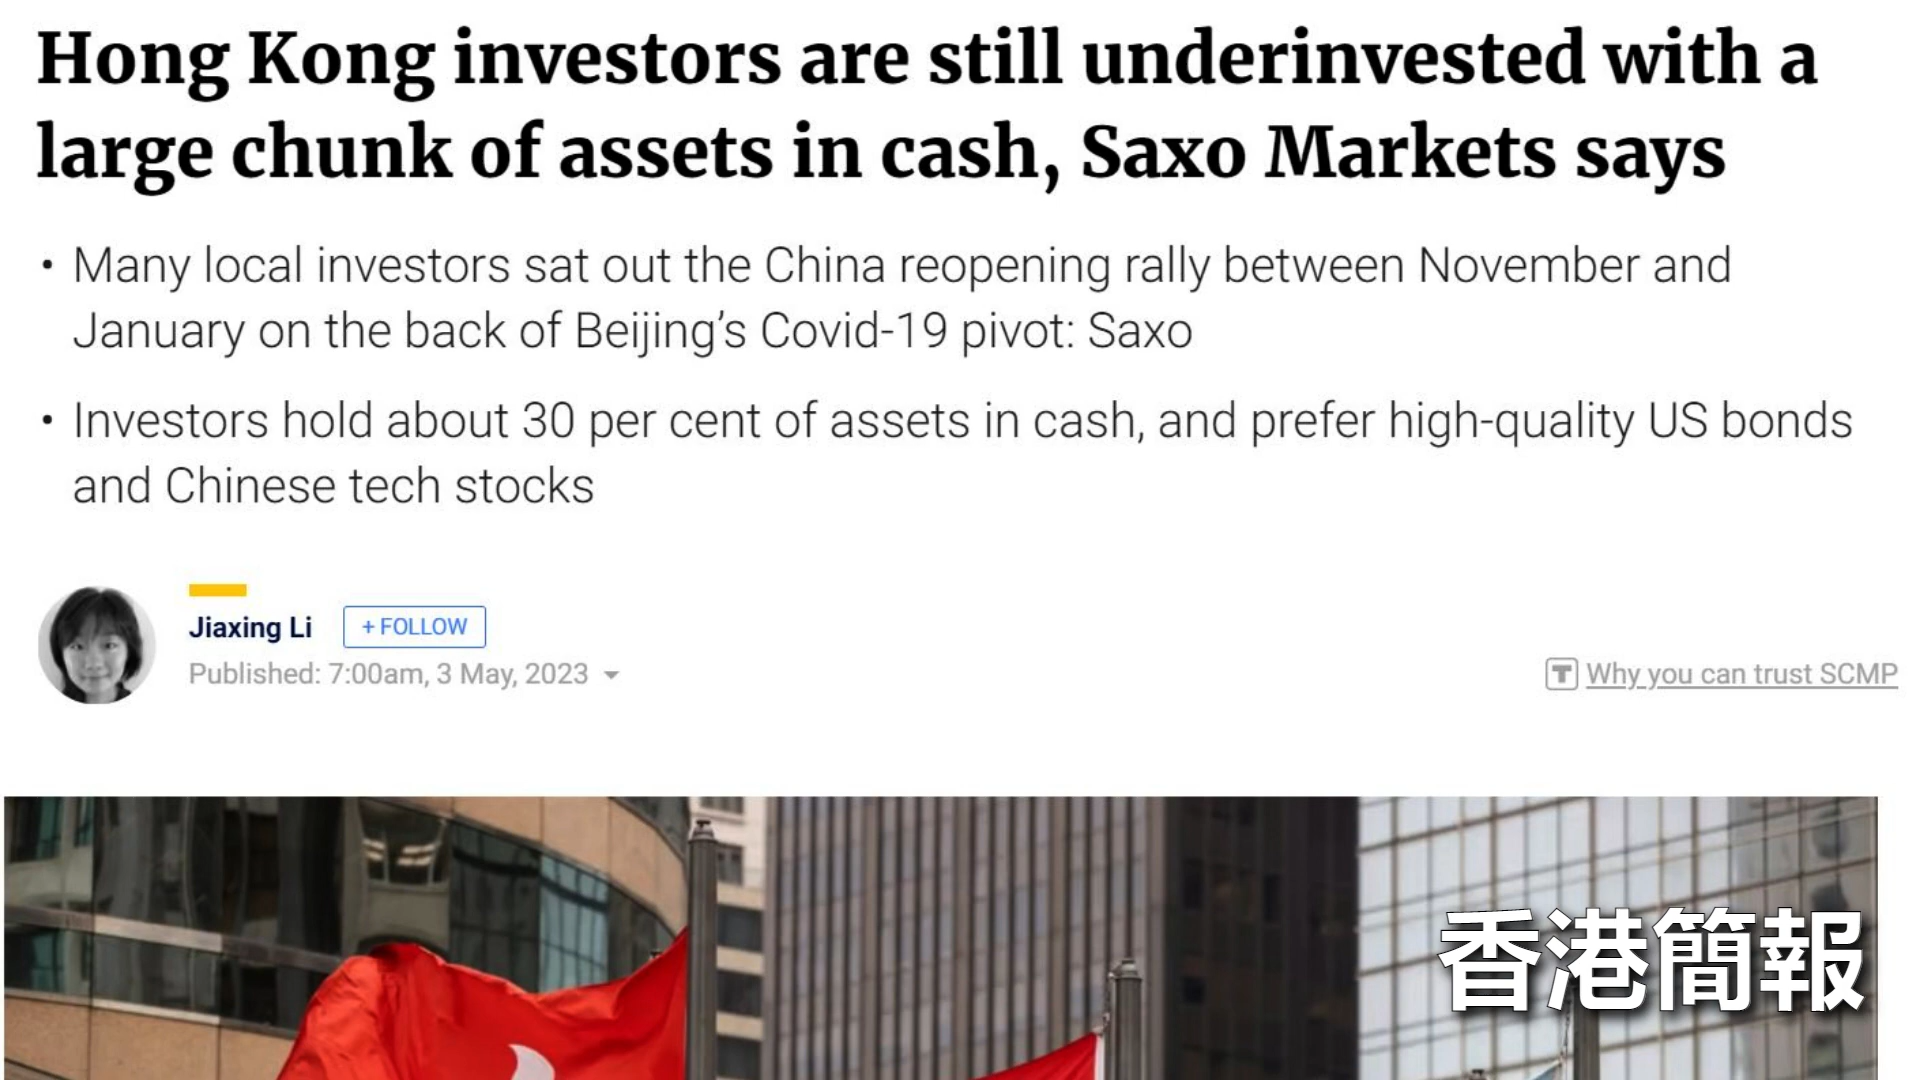 Hong Kong investors are still underinvested with a
large chunk of assets in cash, Saxo Markets says
• Many local investors sat out the China reopening rally between November and
January on the back of Beijing’s Covid-19 pivot: Saxo
• Investors hold about 30 per cent of assets in cash, and prefer high-quality US bonds
and Chinese tech stocks
Jiaxing Li
+ FOLLOW
Published: 7:00am, 3 May, 2023
T Why you can trust SCMP
香港簡報